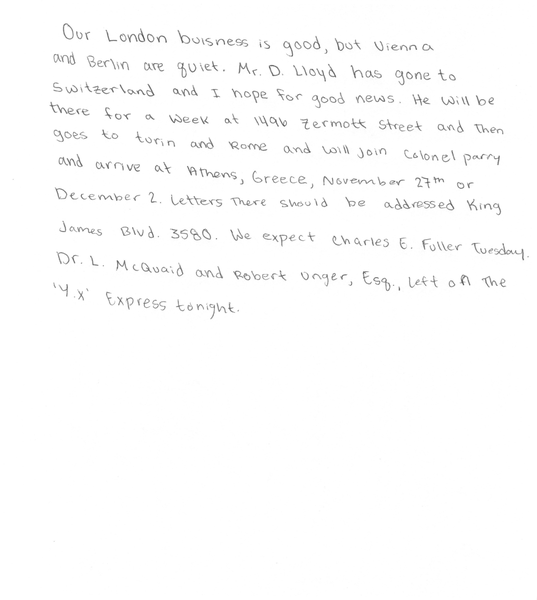 Our London buisness is good, but Vienna
and Berlin are quiet. Mr. D. Lloyd has gone to
Switzerland and I hope for good news. He will be
there for a week at 1496 Zermott Street and Then
goes to turin and Rome and will join Colonel parry
and arrive at Athens, Greece, November 27th or
December 2. Letters There should be addressed King
James Blvd. 3580. We expect Charles E. Fuller Tuesday.
Dr. L. McQuaid and Robert Unger, Esq., Left on The
'Y.X' Express tonight.